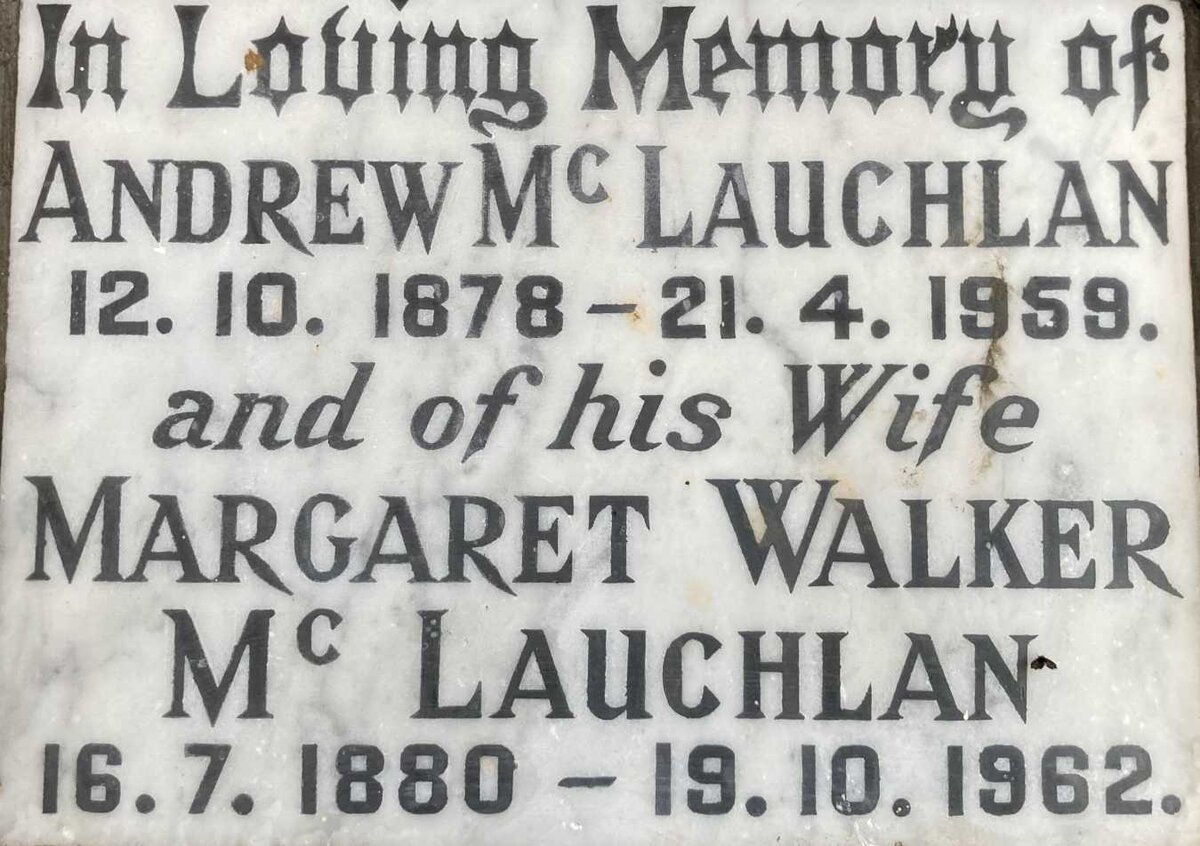 In Loving Memory of
ANDREW Mc LAUCHLAN
12. 10. 1878 – 21. 4. 1959.
and of his Wife
MARGARET WALKER
Mc LAUCHLAN
16. 7. 1880 – 19. 10. 1962.